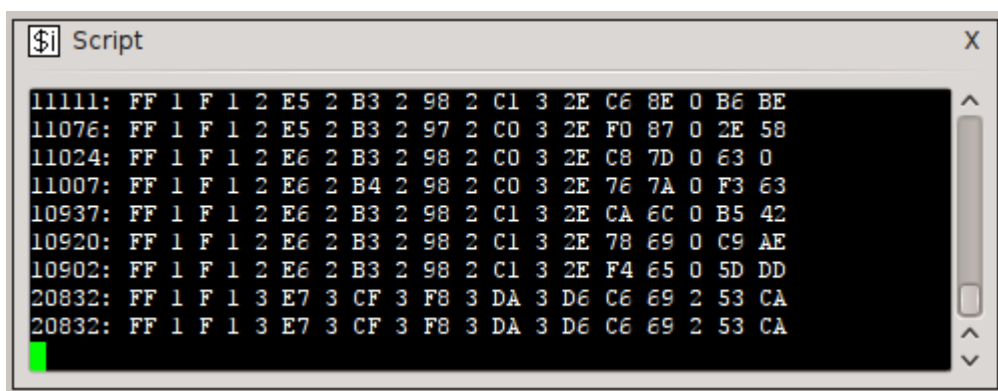 $i Script X
11111: FF 1 F 1 2 E5 2 B3 2 98 2 C1 3 2E C6 8E 0 B6 BE
11076: FF 1 F 1 2 E5 2 B3 2 97 2 C0 3 2E F0 87 0 2E 58
11024: FF 1 F 1 2 E6 2 B3 2 98 2 C0 3 2E C8 7D 0 63 0
11007: FF 1 F 1 2 E6 2 B4 2 98 2 C0 3 2E 76 7A 0 F3 63
10937: FF 1 F 1 2 E6 2 B3 2 98 2 C1 3 2E CA 6C 0 B5 42
10920: FF 1 F 1 2 E6 2 B3 2 98 2 C1 3 2E 78 69 0 C9 AE
10902: FF 1 F 1 2 E6 2 B3 2 98 2 C1 3 2E F4 65 0 5D DD
20832: FF 1 F 1 3 E7 3 CF 3 F8 3 DA 3 D6 C6 69 2 53 CA
20832: FF 1 F 1 3 E7 3 CF 3 F8 3 DA 3 D6 C6 69 2 53 CA